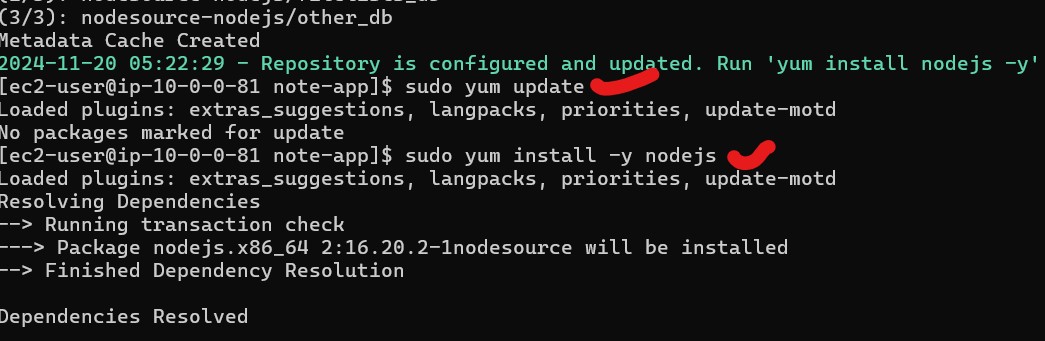 (3/3): nodesource-nodejs/other_db
Metadata Cache Created
2024-11-20 05:22:29 - Repository is configured and updated. Run 'yum install nodejs -y'
[ec2-user@ip-10-0-0-81 note-app]$ sudo yum update
Loaded plugins: extras_suggestions, langpacks, priorities, update-motd
No packages marked for update
[ec2-user@ip-10-0-0-81 note-app]$ sudo yum install -y nodejs
Loaded plugins: extras_suggestions, langpacks, priorities, update-motd
Resolving Dependencies
--> Running transaction check
---> Package nodejs.x86_64 2:16.20.2-1nodesource will be installed
--> Finished Dependency Resolution
Dependencies Resolved